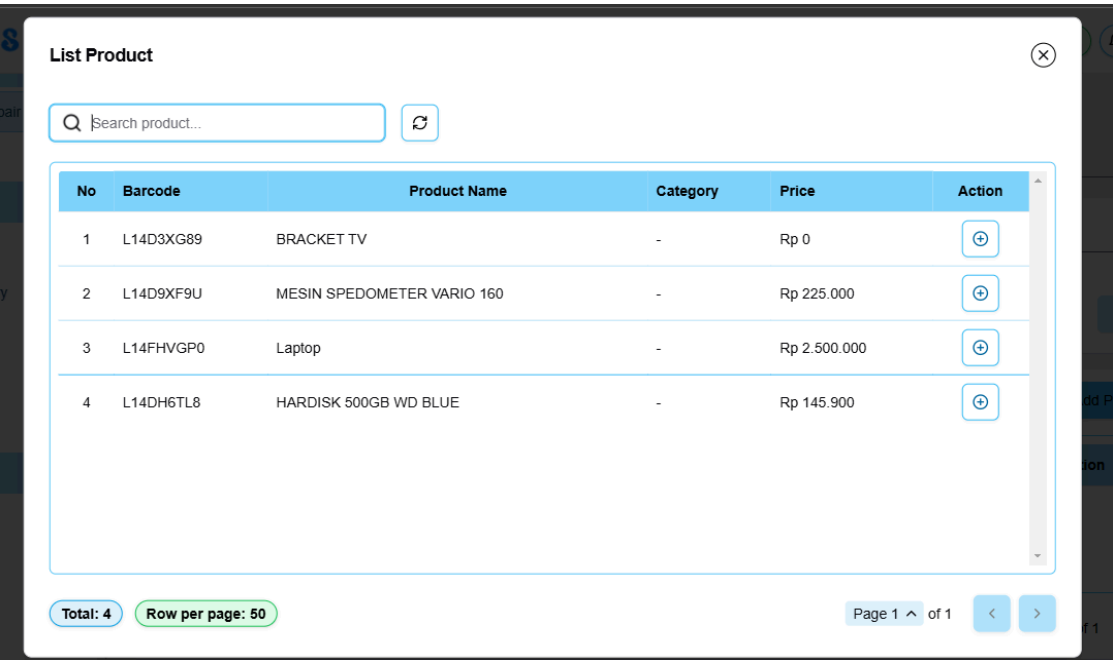 List Product
Search product...
No Barcode Product Name Category Price Action
1 L14D3XG89 BRACKET TV - Rp 0
2 L14D9XF9U MESIN SPEDOMETER VARIO 160 - Rp 225.000
3 L14FHVGP0 Laptop - Rp 2.500.000
4 L14DH6TL8 HARDISK 500GB WD BLUE - Rp 145.900
Total: 4 Row per page: 50 Page 1 of 1